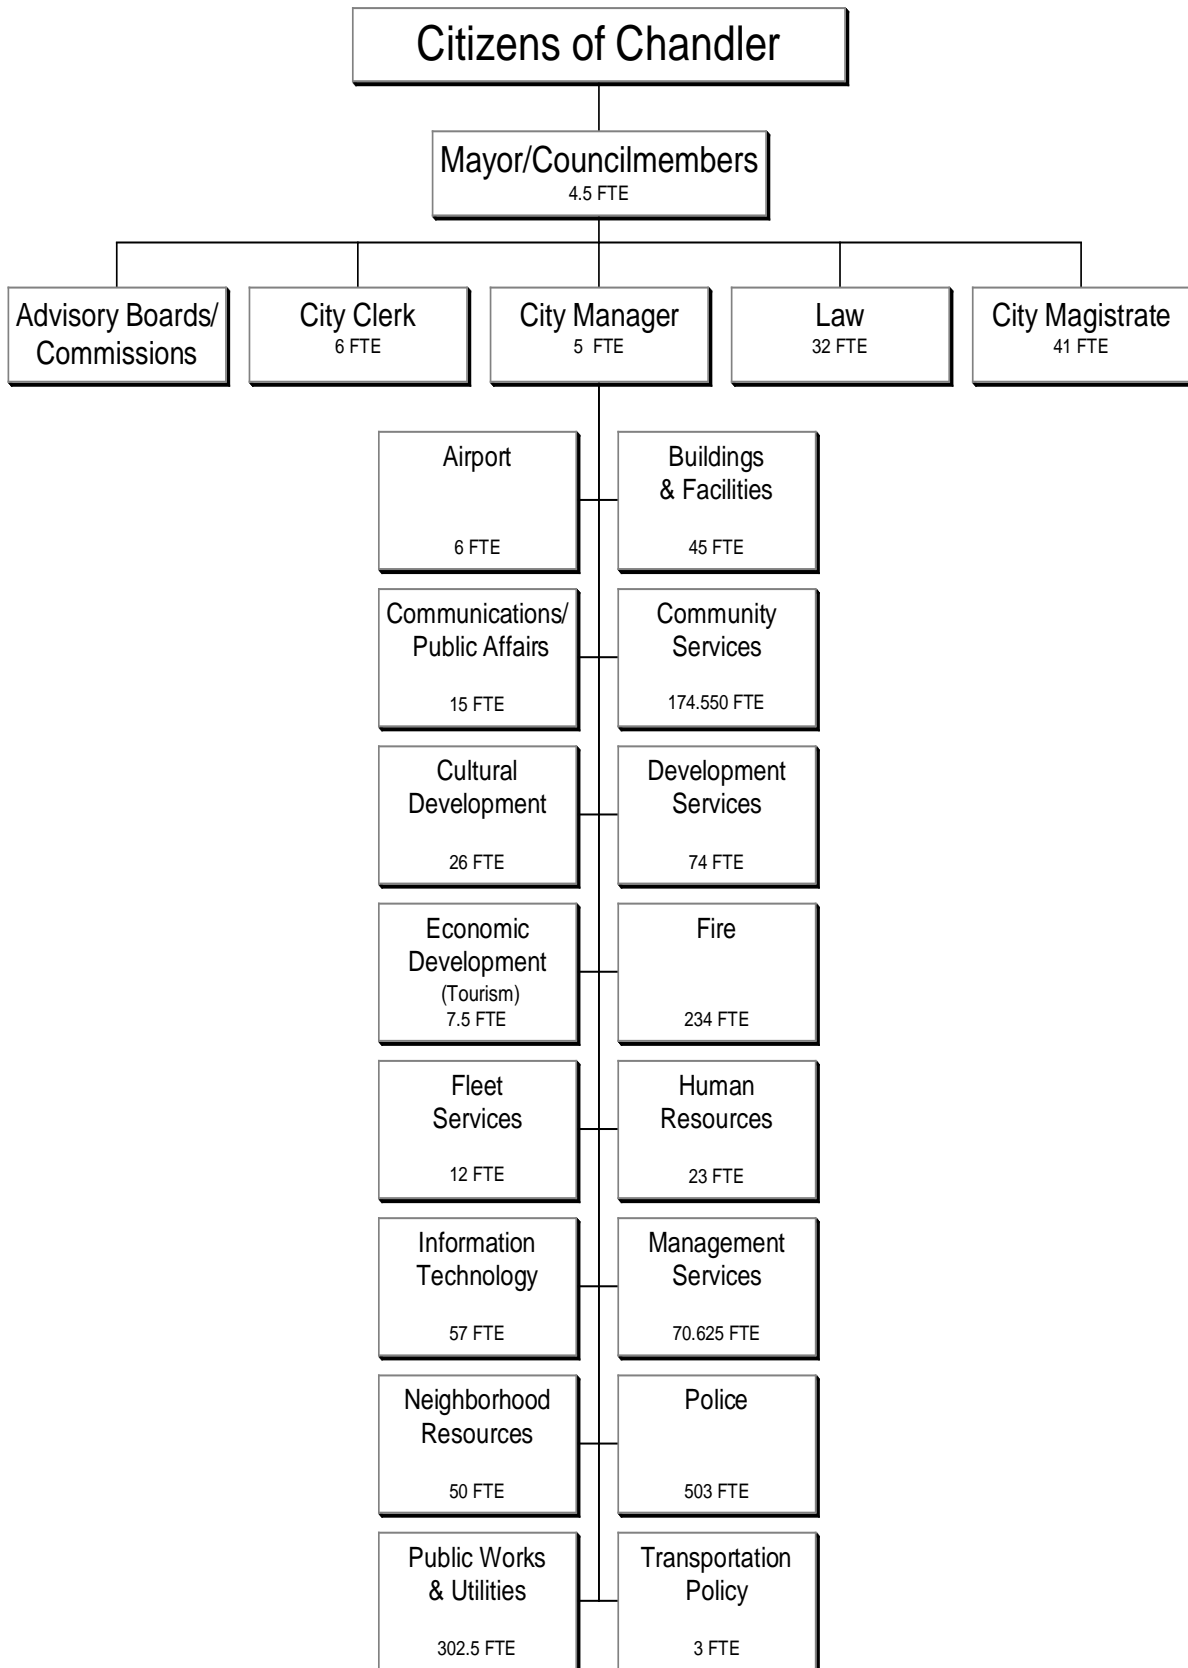 Citizens of Chandler
Mayor/Councilmembers
4.5 FTE
Advisory Boards/
Commissions
City Clerk
6 FTE
City Manager
5 FTE
Law
32 FTE
City Magistrate
41 FTE
Airport
6 FTE
Buildings
& Facilities
45 FTE
Communications/
Public Affairs
15 FTE
Community
Services
174.550 FTE
Cultural
Development
26 FTE
Development
Services
74 FTE
Economic
Development
(Tourism)
7.5 FTE
Fire
234 FTE
Fleet
Services
12 FTE
Human
Resources
23 FTE
Information
Technology
57 FTE
Management
Services
70.625 FTE
Neighborhood
Resources
50 FTE
Police
503 FTE
Public Works
& Utilities
302.5 FTE
Transportation
Policy
3 FTE